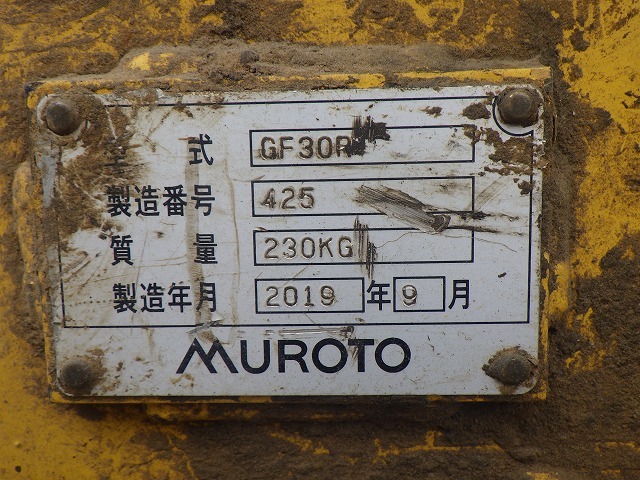 型 式 GF30R
製造番号 425
質 量 230KG
製造年月 2019 年 9 月
MUROTO